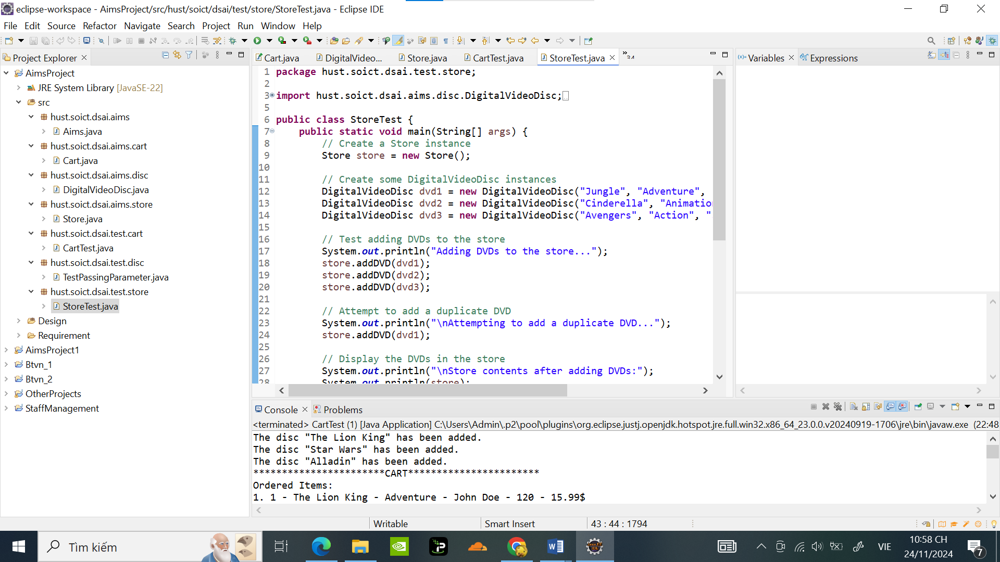 eclipse-workspace - AimsProject/src/hust/soict/dsai/test/store/StoreTest.java - Eclipse IDE
File Edit Source Refactor Navigate Search Project Run Window Help
Project Explorer
AimsProject
JRE System Library [JavaSE-22]
src
hust.soict.dsai.aims
Aims.java
hust.soict.dsai.aims.cart
Cart.java
hust.soict.dsai.aims.disc
DigitalVideoDisc.java
hust.soict.dsai.aims.store
Store.java
hust.soict.dsai.test.cart
CartTest.java
hust.soict.dsai.test.disc
TestPassingParameter.java
hust.soict.dsai.test.store
StoreTest.java
Design
Requirement
AimsProject1
Btvn_1
Btvn_2
OtherProjects
StaffManagement
Cart.java DigitalVideo... Store.java CartTest.java StoreTest.java
1 package hust.soict.dsai.test.store;
2
3 import hust.soict.dsai.aims.disc.DigitalVideoDisc;
5
6 public class StoreTest {
7 public static void main(String[] args) {
8 // Create a Store instance
9 Store store = new Store();
10
11 // Create some DigitalVideoDisc instances
12 DigitalVideoDisc dvd1 = new DigitalVideoDisc("Jungle", "Adventure",
13 DigitalVideoDisc dvd2 = new DigitalVideoDisc("Cinderella", "Animatio
14 DigitalVideoDisc dvd3 = new DigitalVideoDisc("Avengers", "Action", "
15
16 // Test adding DVDs to the store
17 System.out.println("Adding DVDs to the store...");
18 store.addDVD(dvd1);
19 store.addDVD(dvd2);
20 store.addDVD(dvd3);
21
22 // Attempt to add a duplicate DVD
23 System.out.println("\nAttempting to add a duplicate DVD...");
24 store.addDVD(dvd1);
25
26 // Display the DVDs in the store
27 System.out.println("\nStore contents after adding DVDs:");
28 System.out.println(store);
Variables Expressions
Console Problems
<terminated> CartTest (1) [Java Application] C:\Users\Admin\.p2\pool\plugins\org.eclipse.justj.openjdk.hotspot.jre.full.win32.x86_64_23.0.0.v20240919-1706\jre\bin\javaw.exe (22:48
The disc "The Lion King" has been added.
The disc "Star Wars" has been added.
The disc "Alladin" has been added.
***********************CART***********************
Ordered Items:
1. 1 - The Lion King - Adventure - John Doe - 120 - 15.99$
Writable Smart Insert 43 : 44 : 1794
Tìm kiếm
VIE
10:58 CH
24/11/2024
7